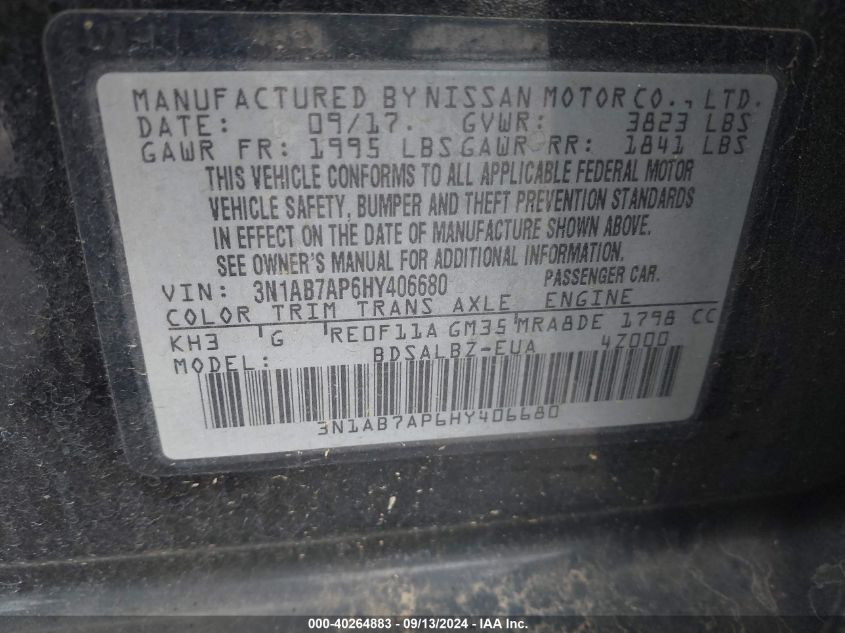 MANUFACTURED BY NISSAN MOTOR CO., LTD.
DATE: 09/17. GVWR: 3823 LBS
GAWR FR: 1995 LBS GAWR RR: 1841 LBS
THIS VEHICLE CONFORMS TO ALL APPLICABLE FEDERAL MOTOR
VEHICLE SAFETY, BUMPER AND THEFT PREVENTION STANDARDS
IN EFFECT ON THE DATE OF MANUFACTURE SHOWN ABOVE.
SEE OWNER'S MANUAL FOR ADDITIONAL INFORMATION.
VIN: 3N1AB7AP6HY406680 PASSENGER CAR.
COLOR TRIM TRANS AXLE ENGINE
KH3 G RE0F11A GM35 MRA8DE 1798 CC
MODEL: BDSALBZ-EUA 4Z000
3N1AB7AP6HY406680
000-40264883 - 09/13/2024 - IAAI.COM